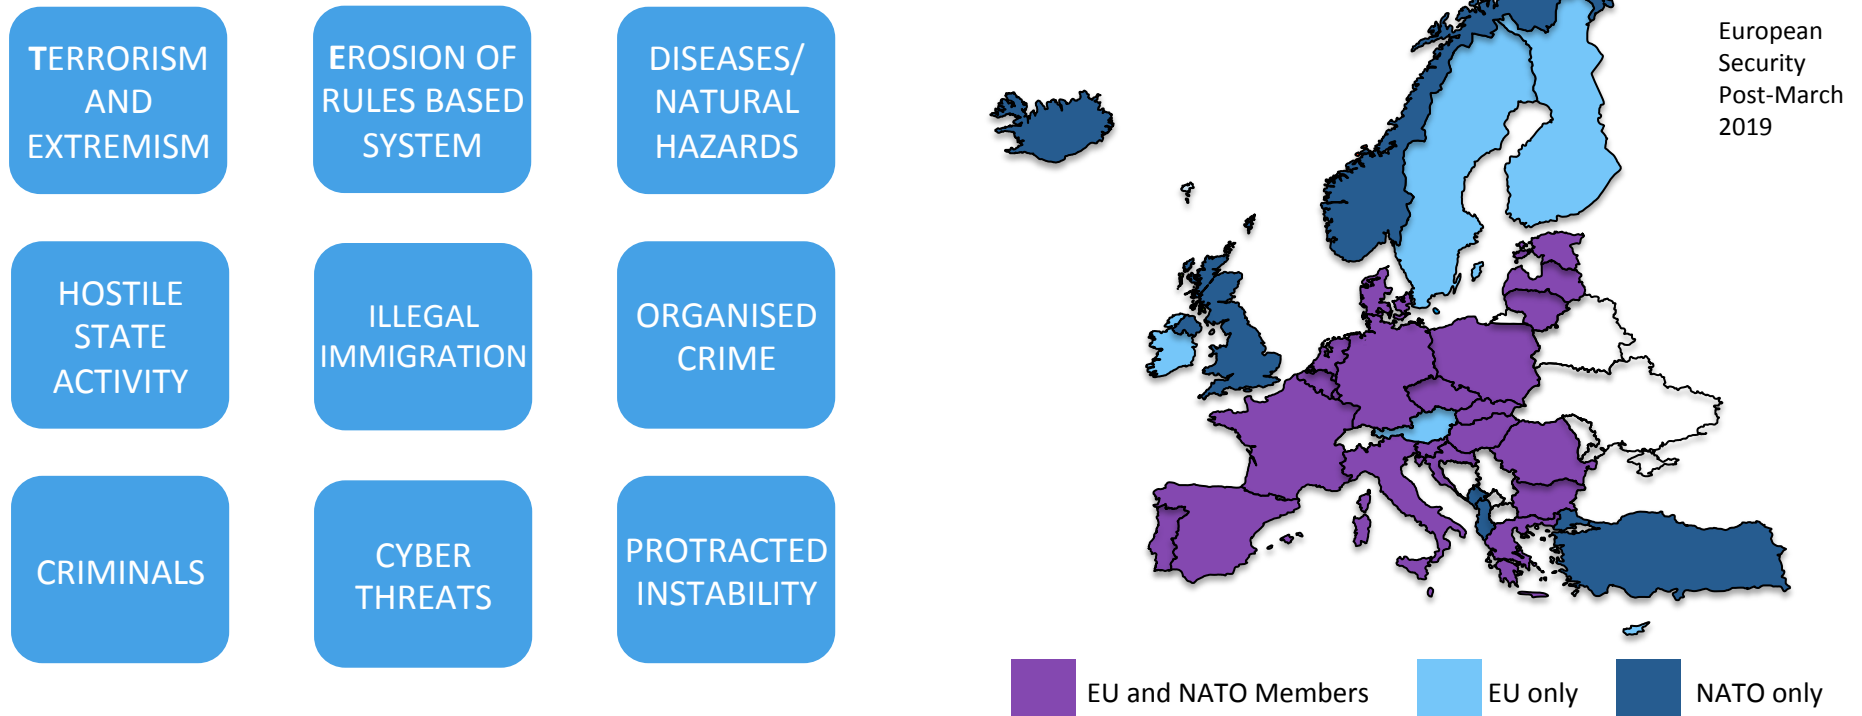 TERRORISM
AND
EXTREMISM
EROSION OF
RULES BASED
SYSTEM
DISEASES/
NATURAL
HAZARDS
HOSTILE
STATE
ACTIVITY
ILLEGAL
IMMIGRATION
ORGANISED
CRIME
CRIMINALS
CYBER
THREATS
PROTRACTED
INSTABILITY
European
Security
Post-March
2019
EU and NATO Members
EU only
NATO only